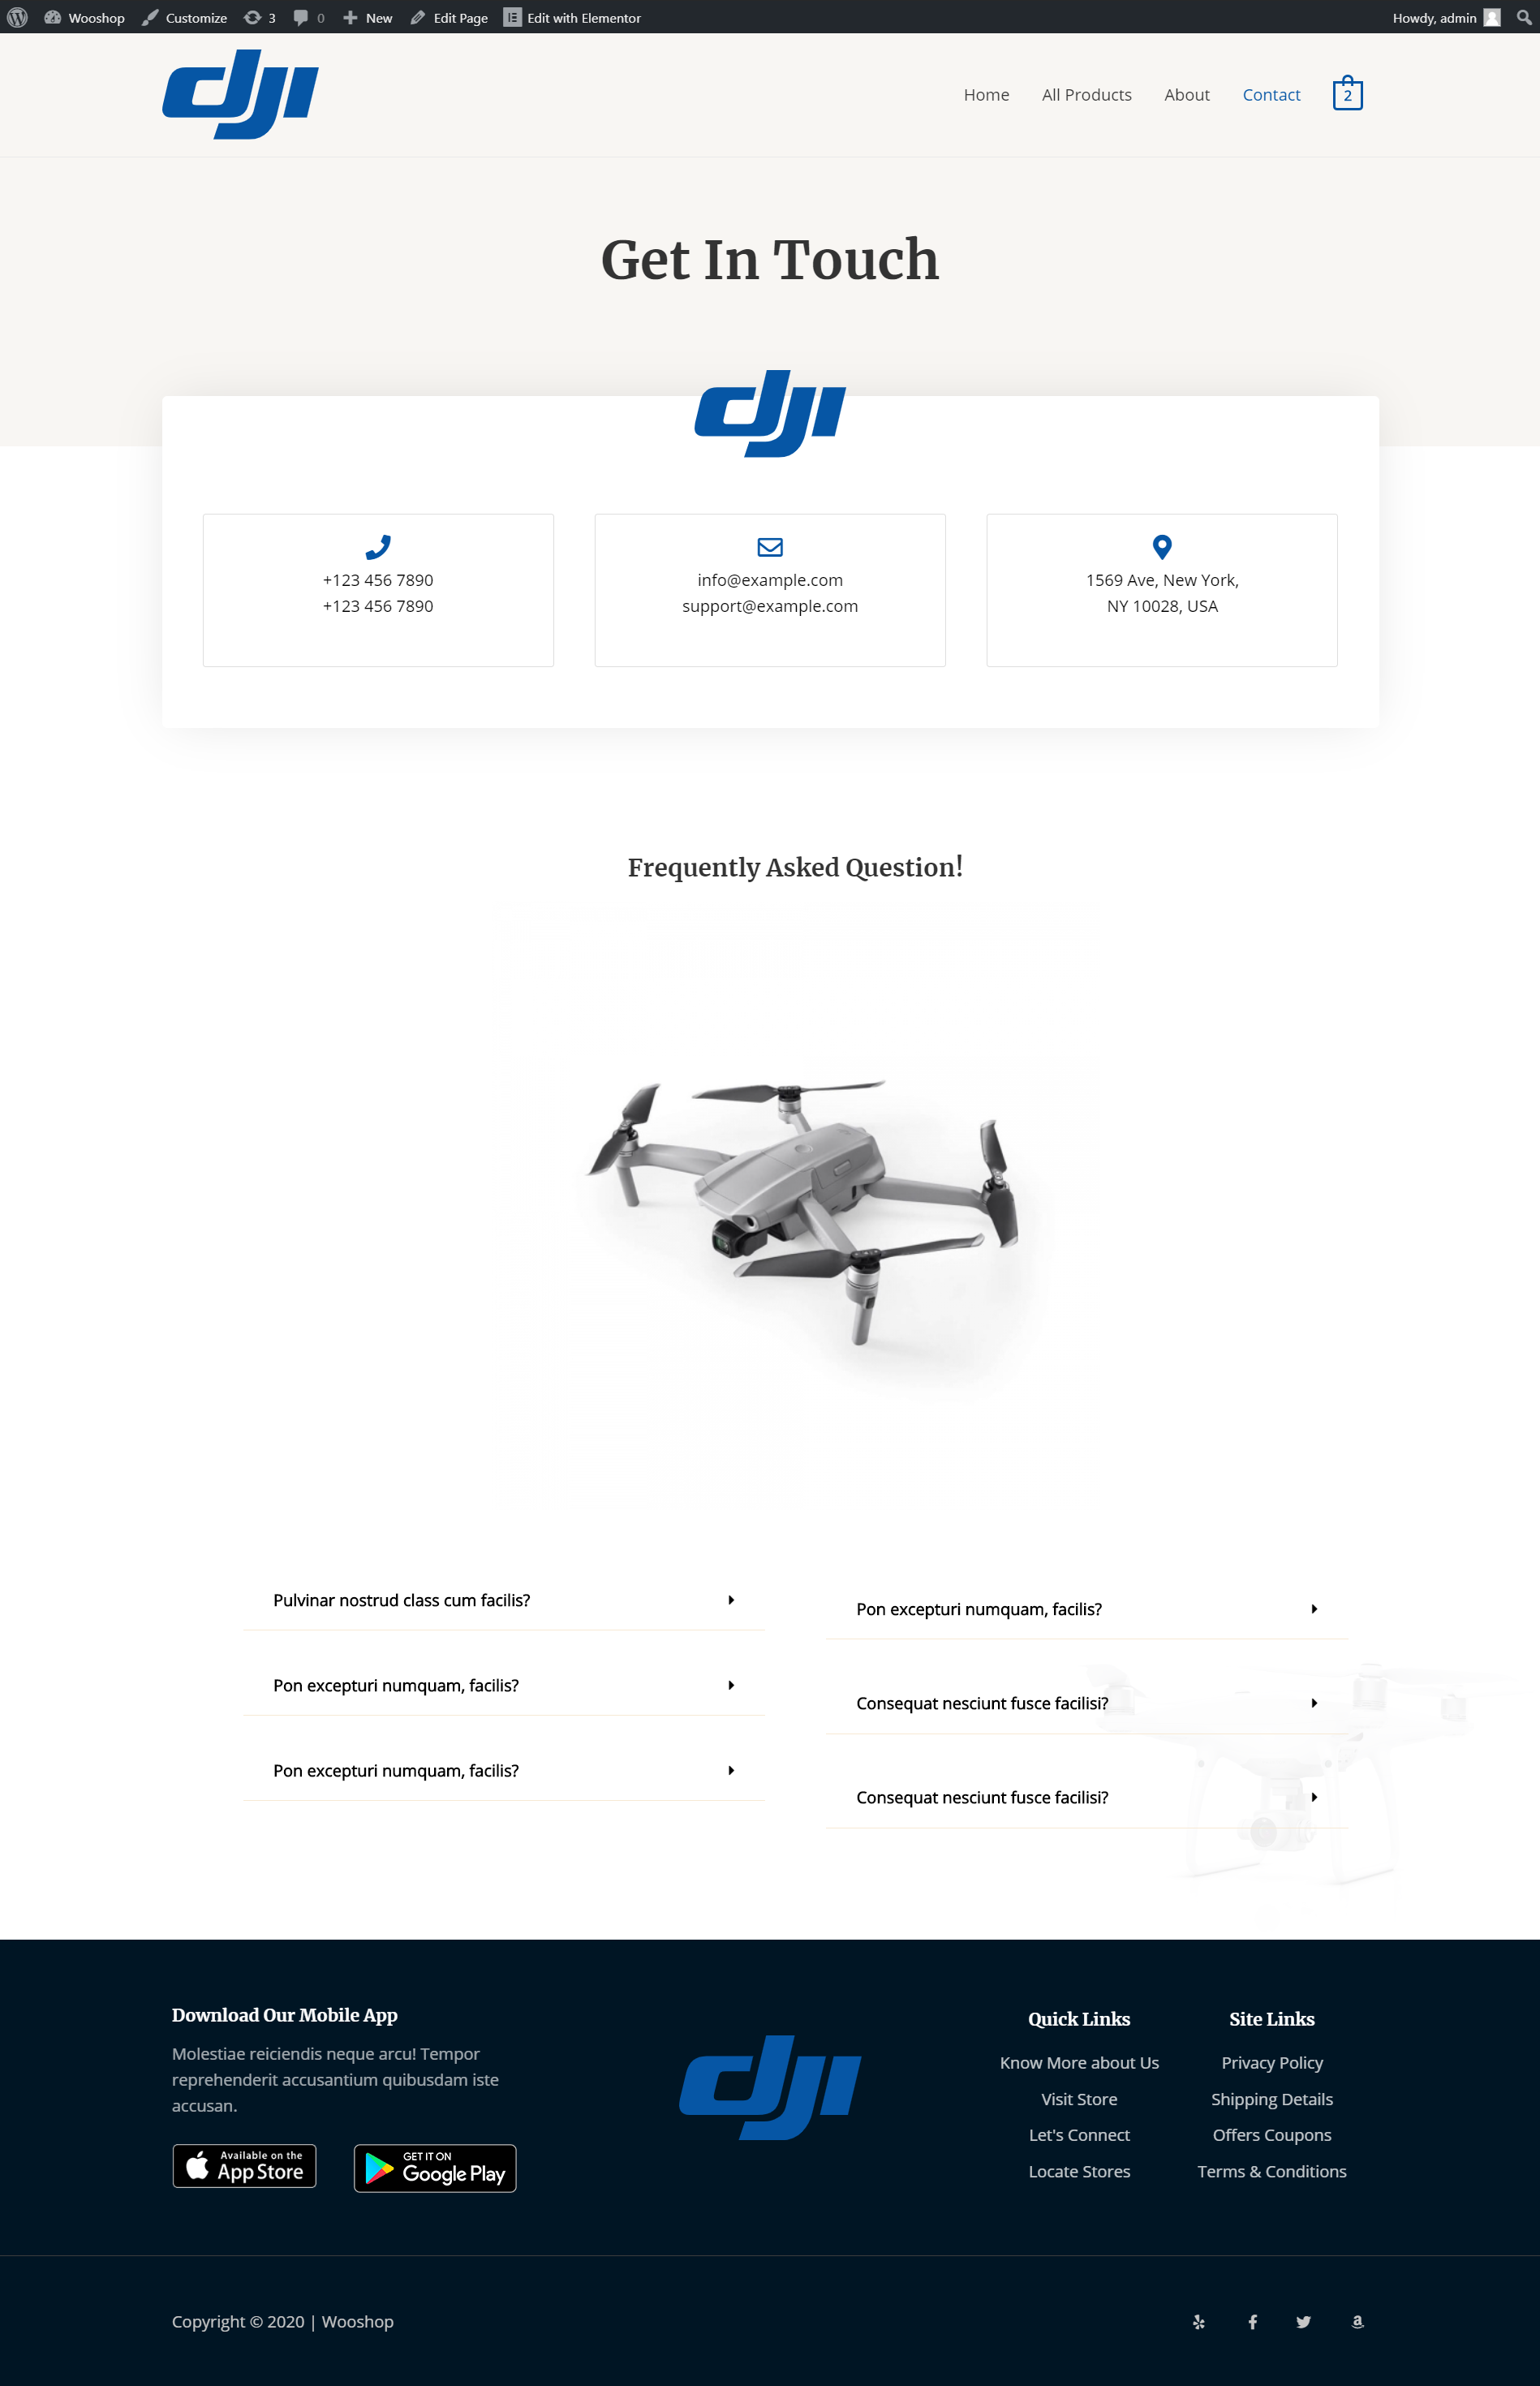 Wooshop Customize 3 0 New Edit Page Edit with Elementor Howdy, admin
dji
Home All Products About Contact 2
Get In Touch
dji
+123 456 7890
+123 456 7890
info@example.com
support@example.com
1569 Ave, New York,
NY 10028, USA
Frequently Asked Question!
Pulvinar nostrud class cum facilis?
Pon excepturi numquam, facilis?
Pon excepturi numquam, facilis?
Pon excepturi numquam, facilis?
Consequat nesciunt fusce facilisi?
Consequat nesciunt fusce facilisi?
Download Our Mobile App
Molestiae reiciendis neque arcu! Tempor
reprehenderit accusantium quibusdam iste
accusan.
Available on the
App Store
GET IT ON
Google Play
dji
Quick Links
Know More about Us
Visit Store
Let's Connect
Locate Stores
Site Links
Privacy Policy
Shipping Details
Offers Coupons
Terms & Conditions
Copyright © 2020 | Wooshop